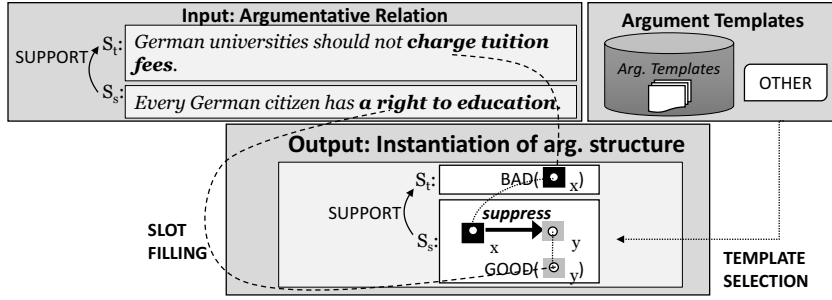 Input: Argumentative Relation
SUPPORT
St: German universities should not charge tuition
fees.
Ss: Every German citizen has a right to education.
Argument Templates
Arg. Templates
OTHER
Output: Instantiation of arg. structure
St: BAD( x)
SUPPORT
Ss: suppress
x y
GOOD( y)
SLOT
FILLING
TEMPLATE
SELECTION